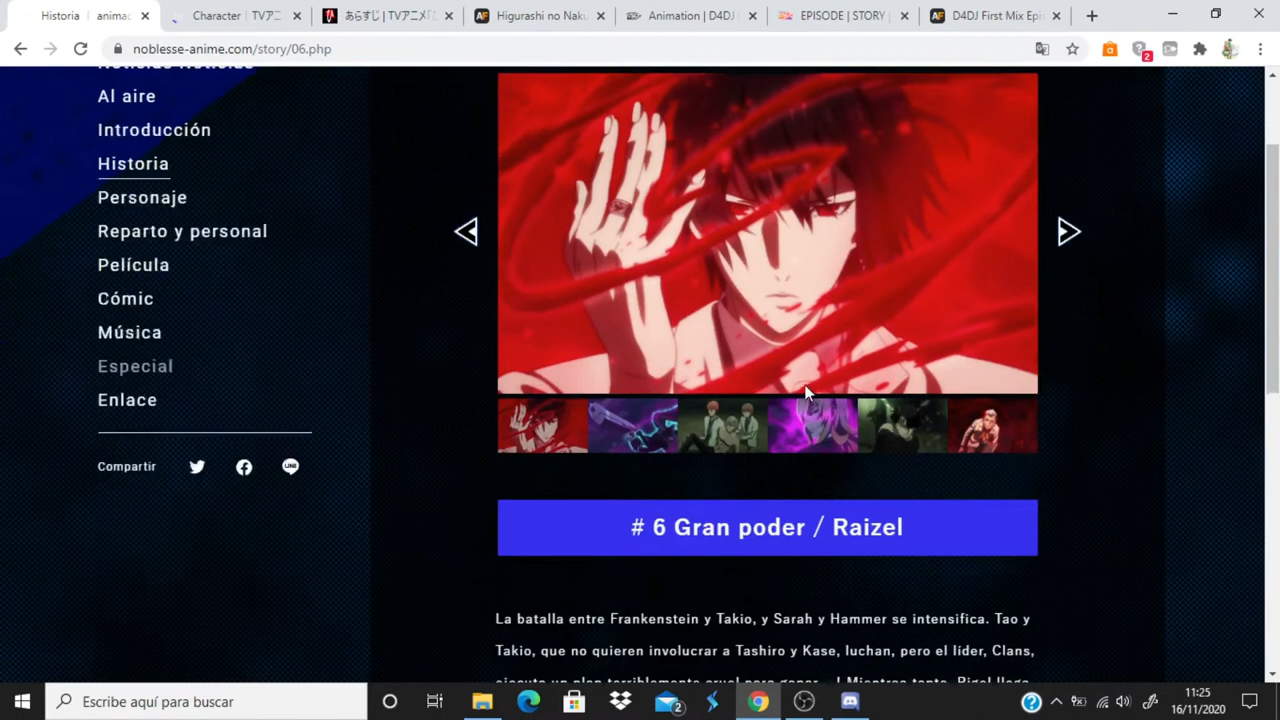 Historia | animac
Character | TVアニ
あらすじ | TVアニメ「
Higurashi no Naku
Animation | D4DJ
EPISODE | STORY |
D4DJ First Mix Epis
noblesse-anime.com/story/06.php
2
Al aire
Introducción
Historia
Personaje
Reparto y personal
Película
Cómic
Música
Especial
Enlace
Compartir
LINE
# 6 Gran poder / Raizel
La batalla entre Frankenstein y Takio, y Sarah y Hammer se intensifica. Tao y
Takio, que no quieren involucrar a Tashiro y Kase, luchan, pero el líder, Clans,
Escribe aquí para buscar
2
11:25
16/11/2020